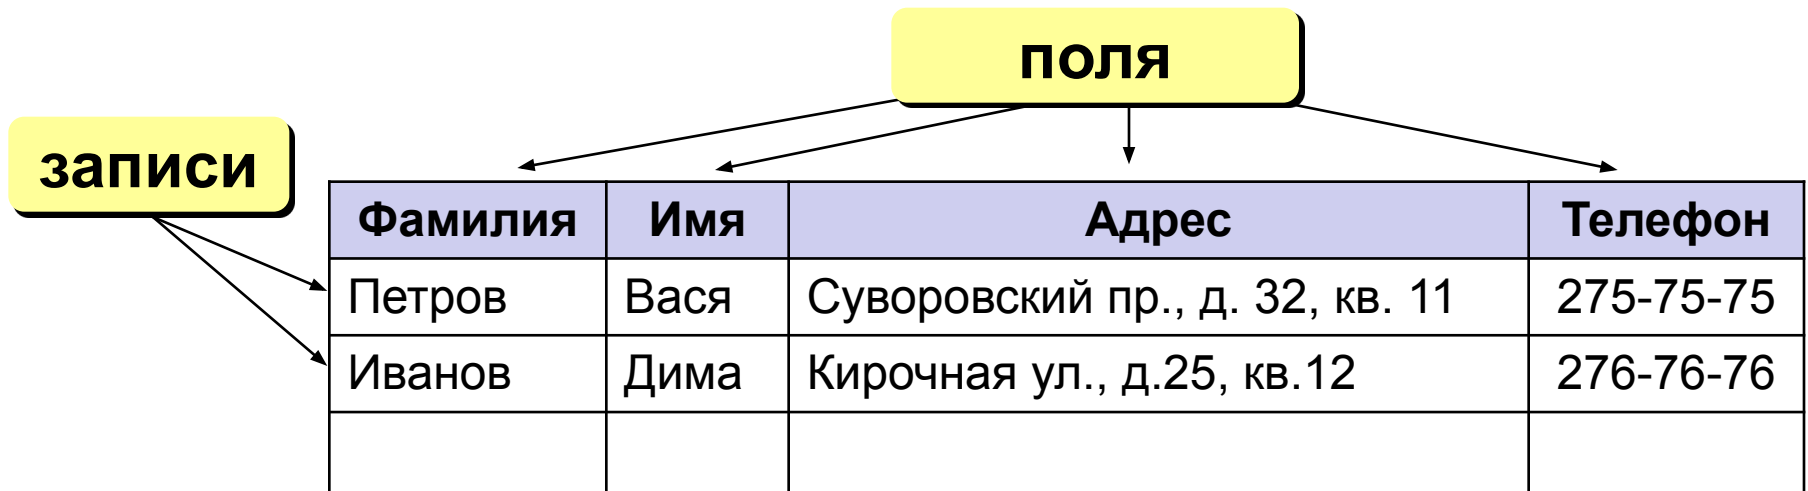 поля
записи
Фамилия Имя Адрес Телефон
Петров Вася Суворовский пр., д. 32, кв. 11 275-75-75
Иванов Дима Кирочная ул., д.25, кв.12 276-76-76